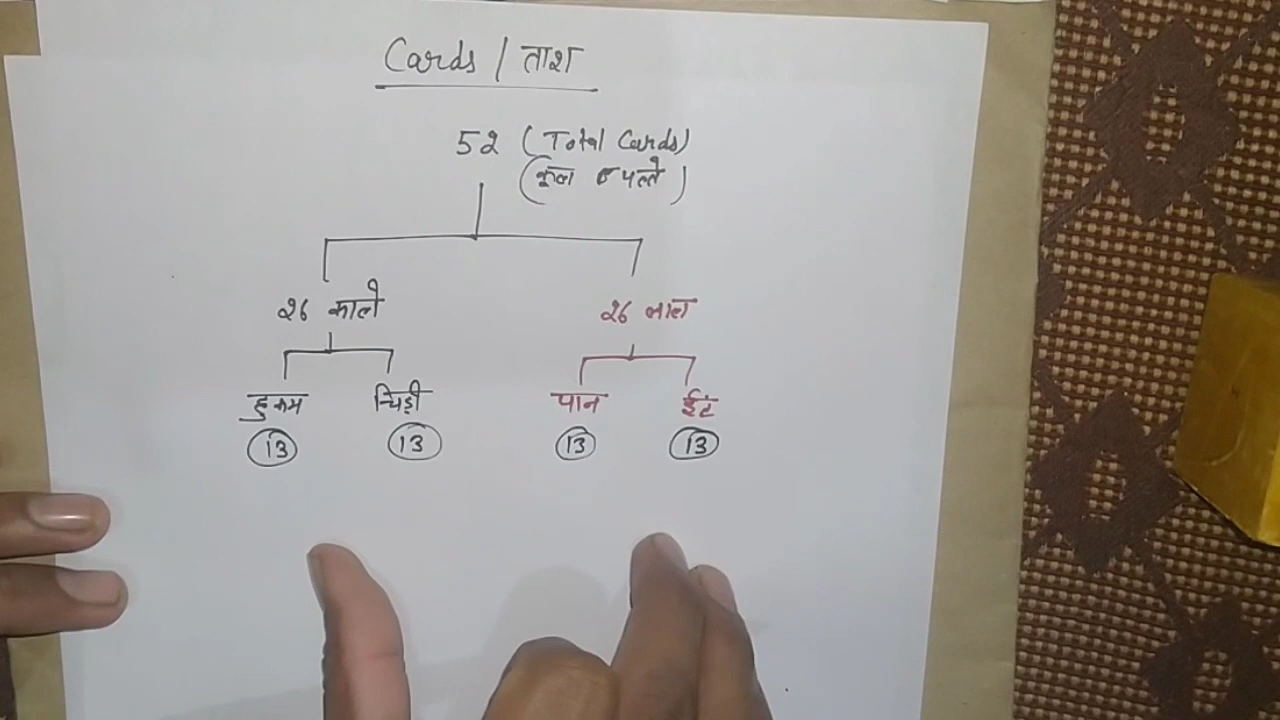 Cards / ताश
52 (Total Cards)
(कुल पत्ते)
26 काले 26 लाल
हुकम चिड़ी पान ईंट
13 13 13 13